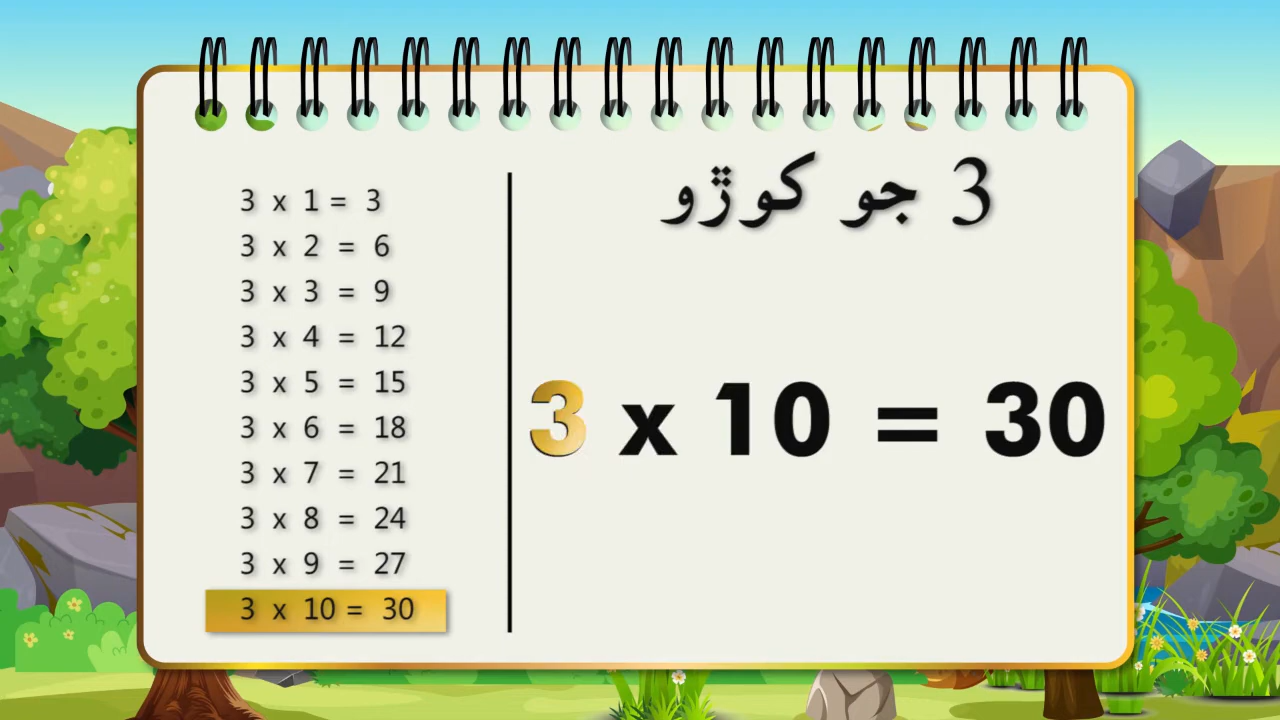 3 جو کوڙو
3 x 1 = 3
3 x 2 = 6
3 x 3 = 9
3 x 4 = 12
3 x 5 = 15
3 x 6 = 18
3 x 7 = 21
3 x 8 = 24
3 x 9 = 27
3 x 10 = 30
3 x 10 = 30